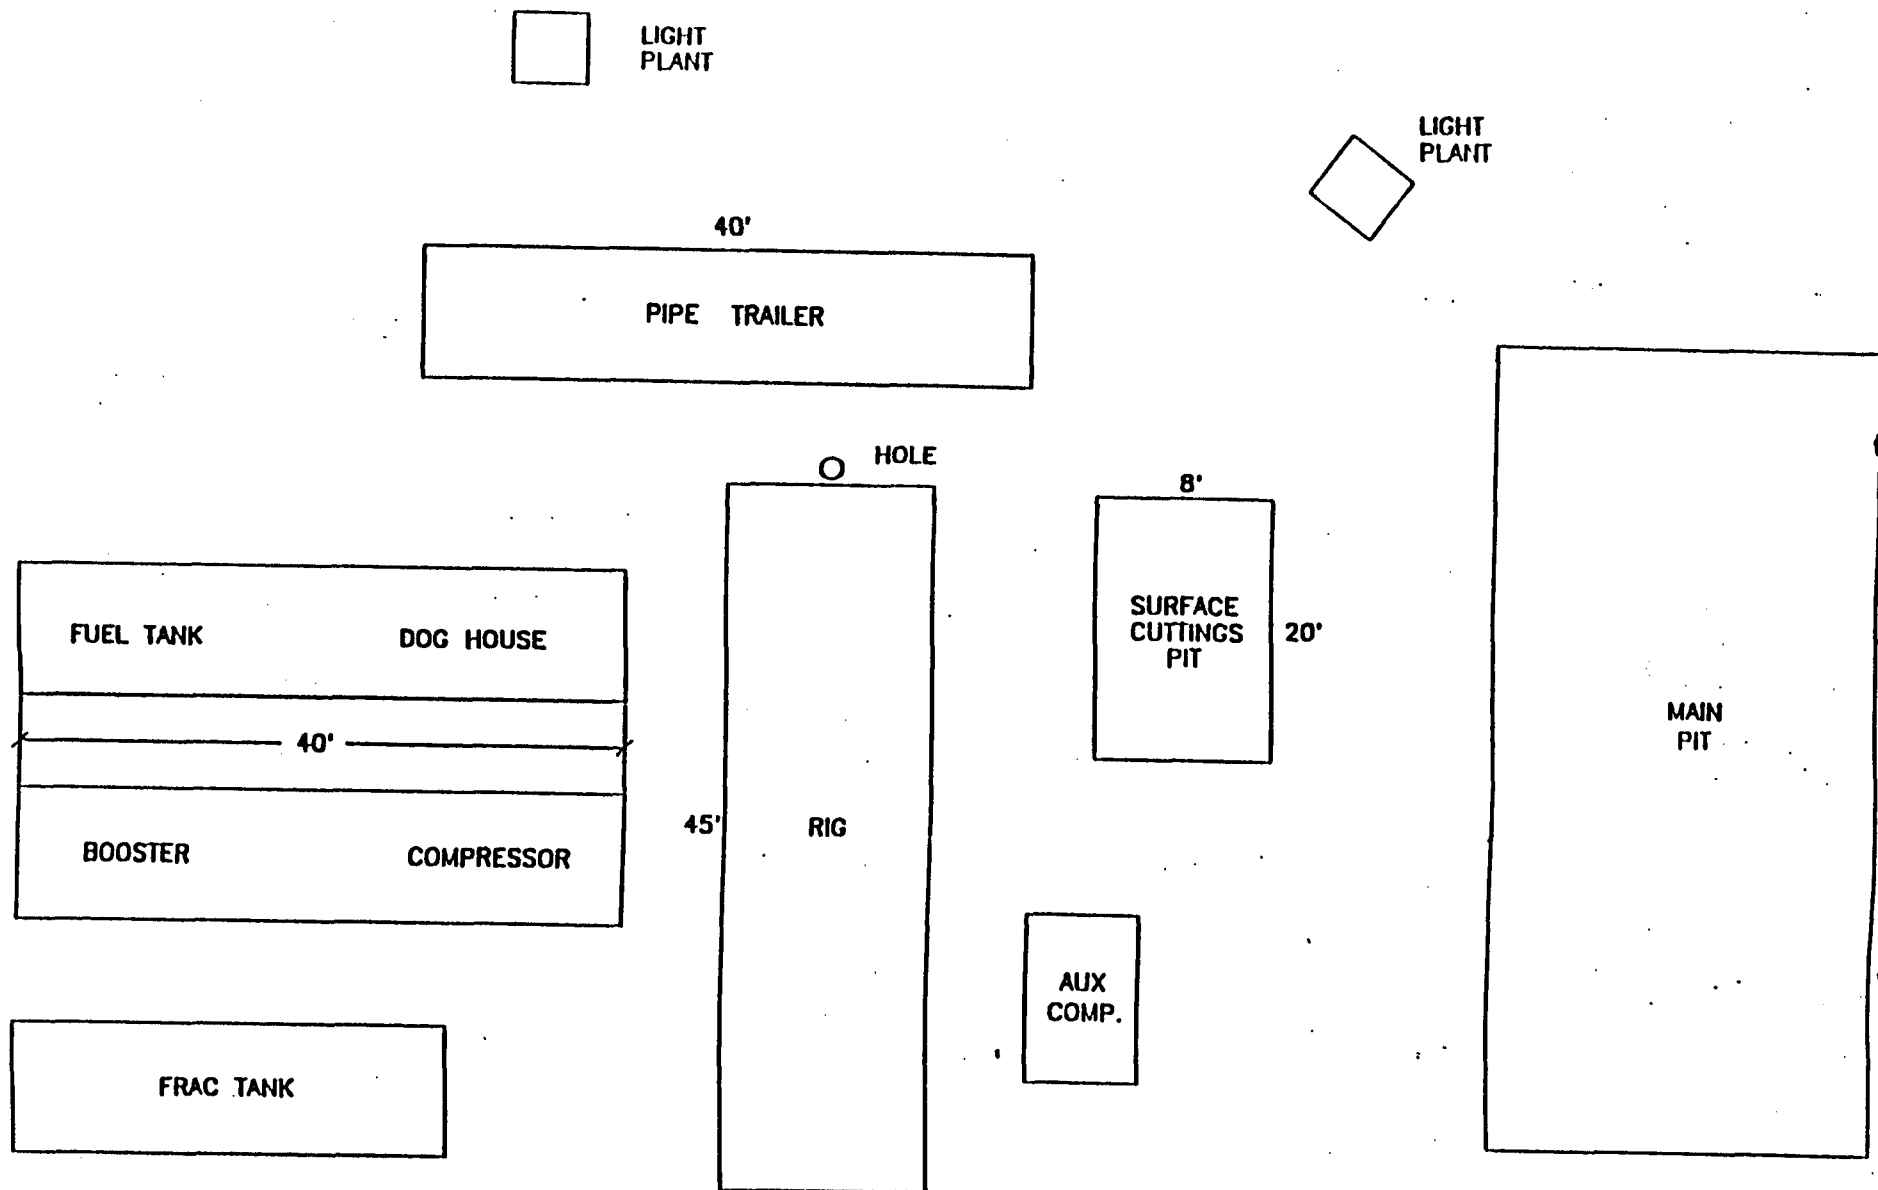 LIGHT
PLANT
LIGHT
PLANT
40'
PIPE TRAILER
HOLE
8'
SURFACE
CUTTINGS
PIT
20'
FUEL TANK DOG HOUSE
40'
BOOSTER COMPRESSOR
45'
RIG
MAIN
PIT
AUX
COMP.
FRAC TANK